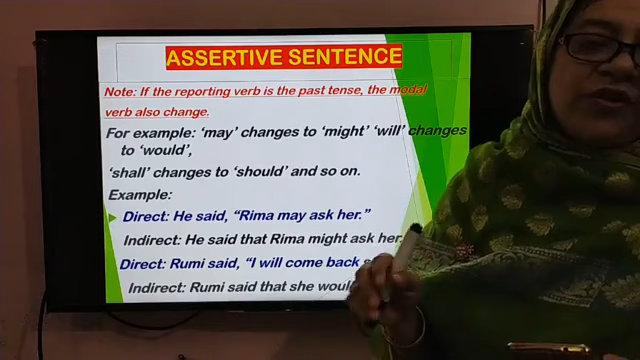 ASSERTIVE SENTENCE
Note: If the reporting verb is the past tense, the modal
verb also change.
For example: ‘may’ changes to ‘might’ ‘will’ changes
to ‘would’,
‘shall’ changes to ‘should’ and so on.
Example:
Direct: He said, “Rima may ask her.”
Indirect: He said that Rima might ask her.
Direct: Rumi said, “I will come back
Indirect: Rumi said that she would